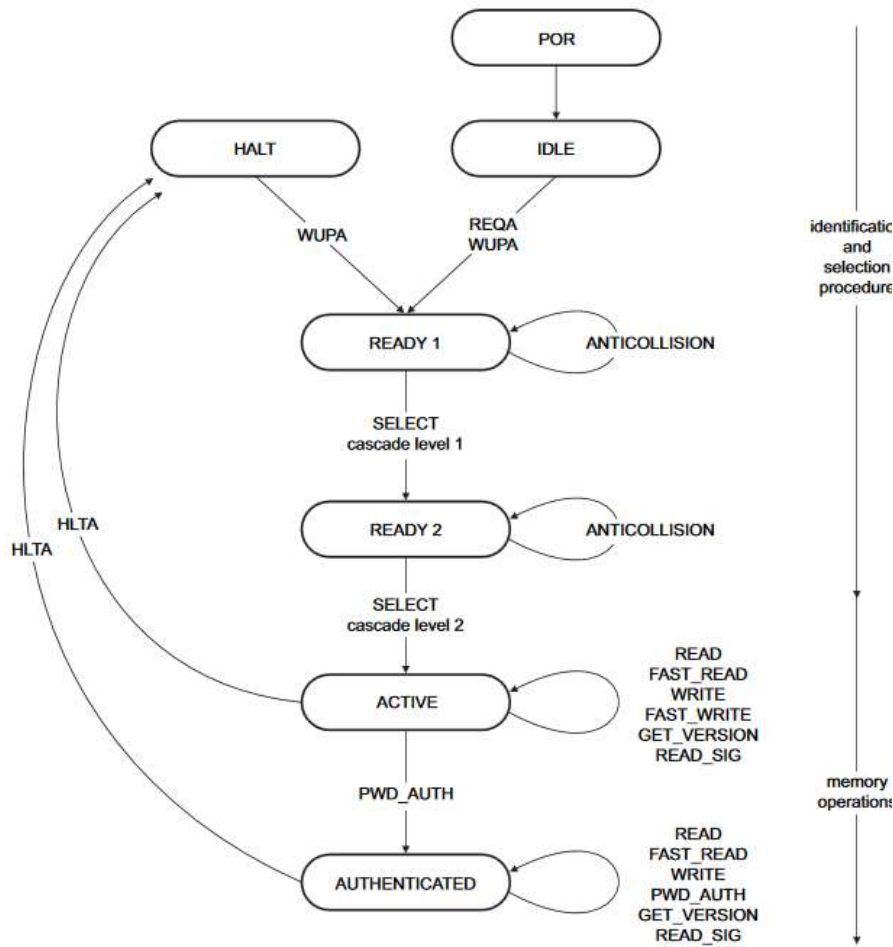 POR
HALT
IDLE
WUPA
REQA
WUPA
identificatio
and
selection
procedure
READY 1
ANTICOLLISION
SELECT
cascade level 1
HLTA
HLTA
READY 2
ANTICOLLISION
SELECT
cascade level 2
ACTIVE
READ
FAST_READ
WRITE
FAST_WRITE
GET_VERSION
READ_SIG
PWD_AUTH
memory
operations
AUTHENTICATED
READ
FAST_READ
WRITE
PWD_AUTH
GET_VERSION
READ_SIG